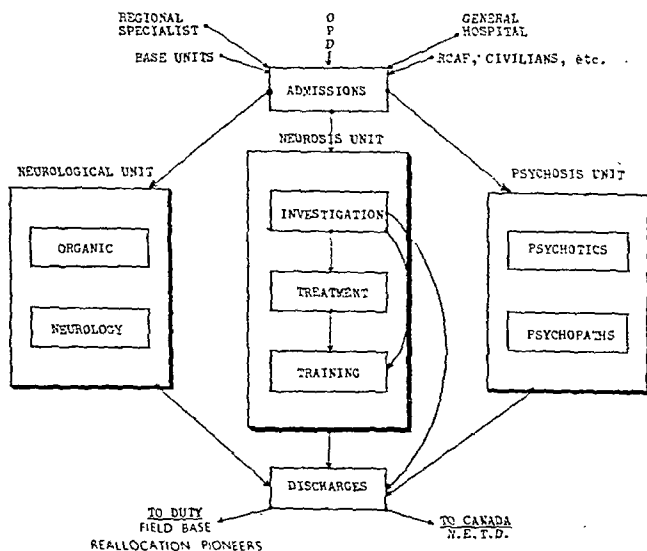 REGIONAL
SPECIALIST
O
P
D
I
GENERAL
HOSPITAL
BASE UNITS
RCAF, CIVILIANS, etc.
ADMISSIONS
NEUROSIS UNIT
NEUROLOGICAL UNIT
PSYCHOSIS UNIT
INVESTIGATION
ORGANIC
PSYCHOTICS
TREATMENT
NEUROLOGY
PSYCHOPATHS
TRAINING
DISCHARGES
TO DUTY
FIELD BASE
REALLOCATION PIONEERS
TO CANADA
N.E.T.D.